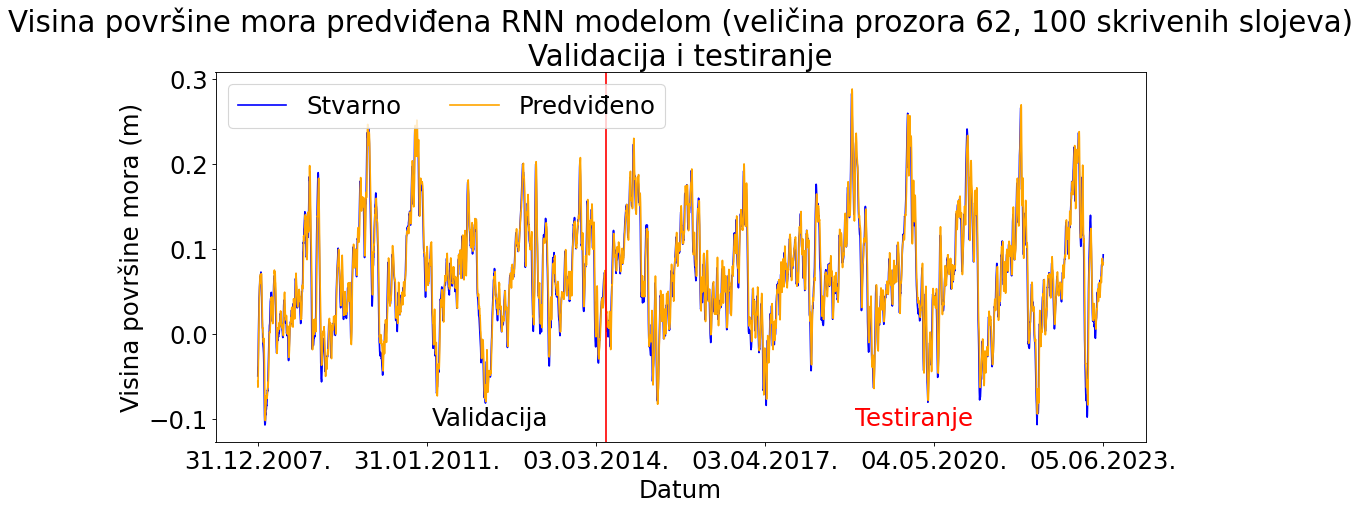 Visina površine mora predviđena RNN modelom (veličina prozora 62, 100 skrivenih slojeva)
Validacija i testiranje
Stvarno
Predviđeno
Visina površine mora (m)
0.3
0.2
0.1
0.0
−0.1
Validacija
Testiranje
31.12.2007.
31.01.2011.
03.03.2014.
03.04.2017.
04.05.2020.
05.06.2023.
Datum